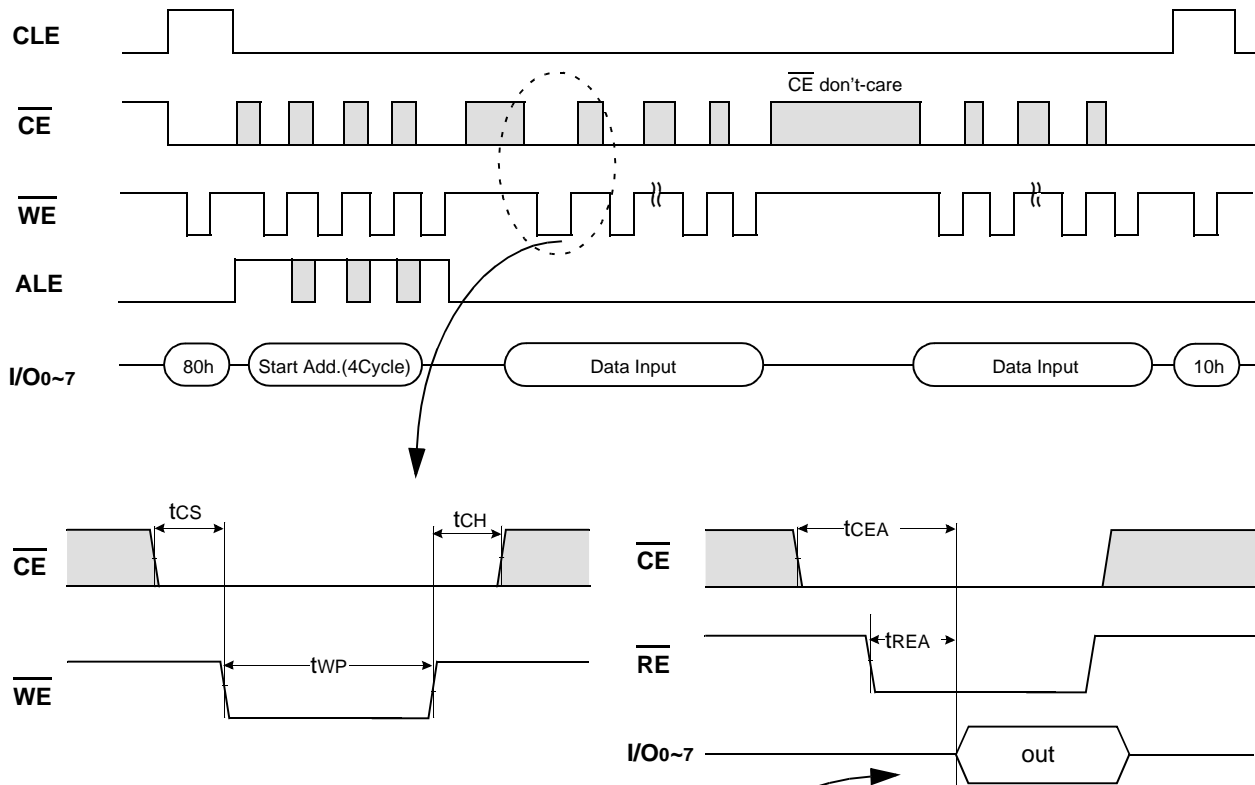 CLE
CE don't-care
CE
WE
ALE
I/O0~7 80h Start Add.(4Cycle) Data Input Data Input 10h
tCS tCH
CE
tWP
WE
tCEA
CE
tREA
RE
I/O0~7 out